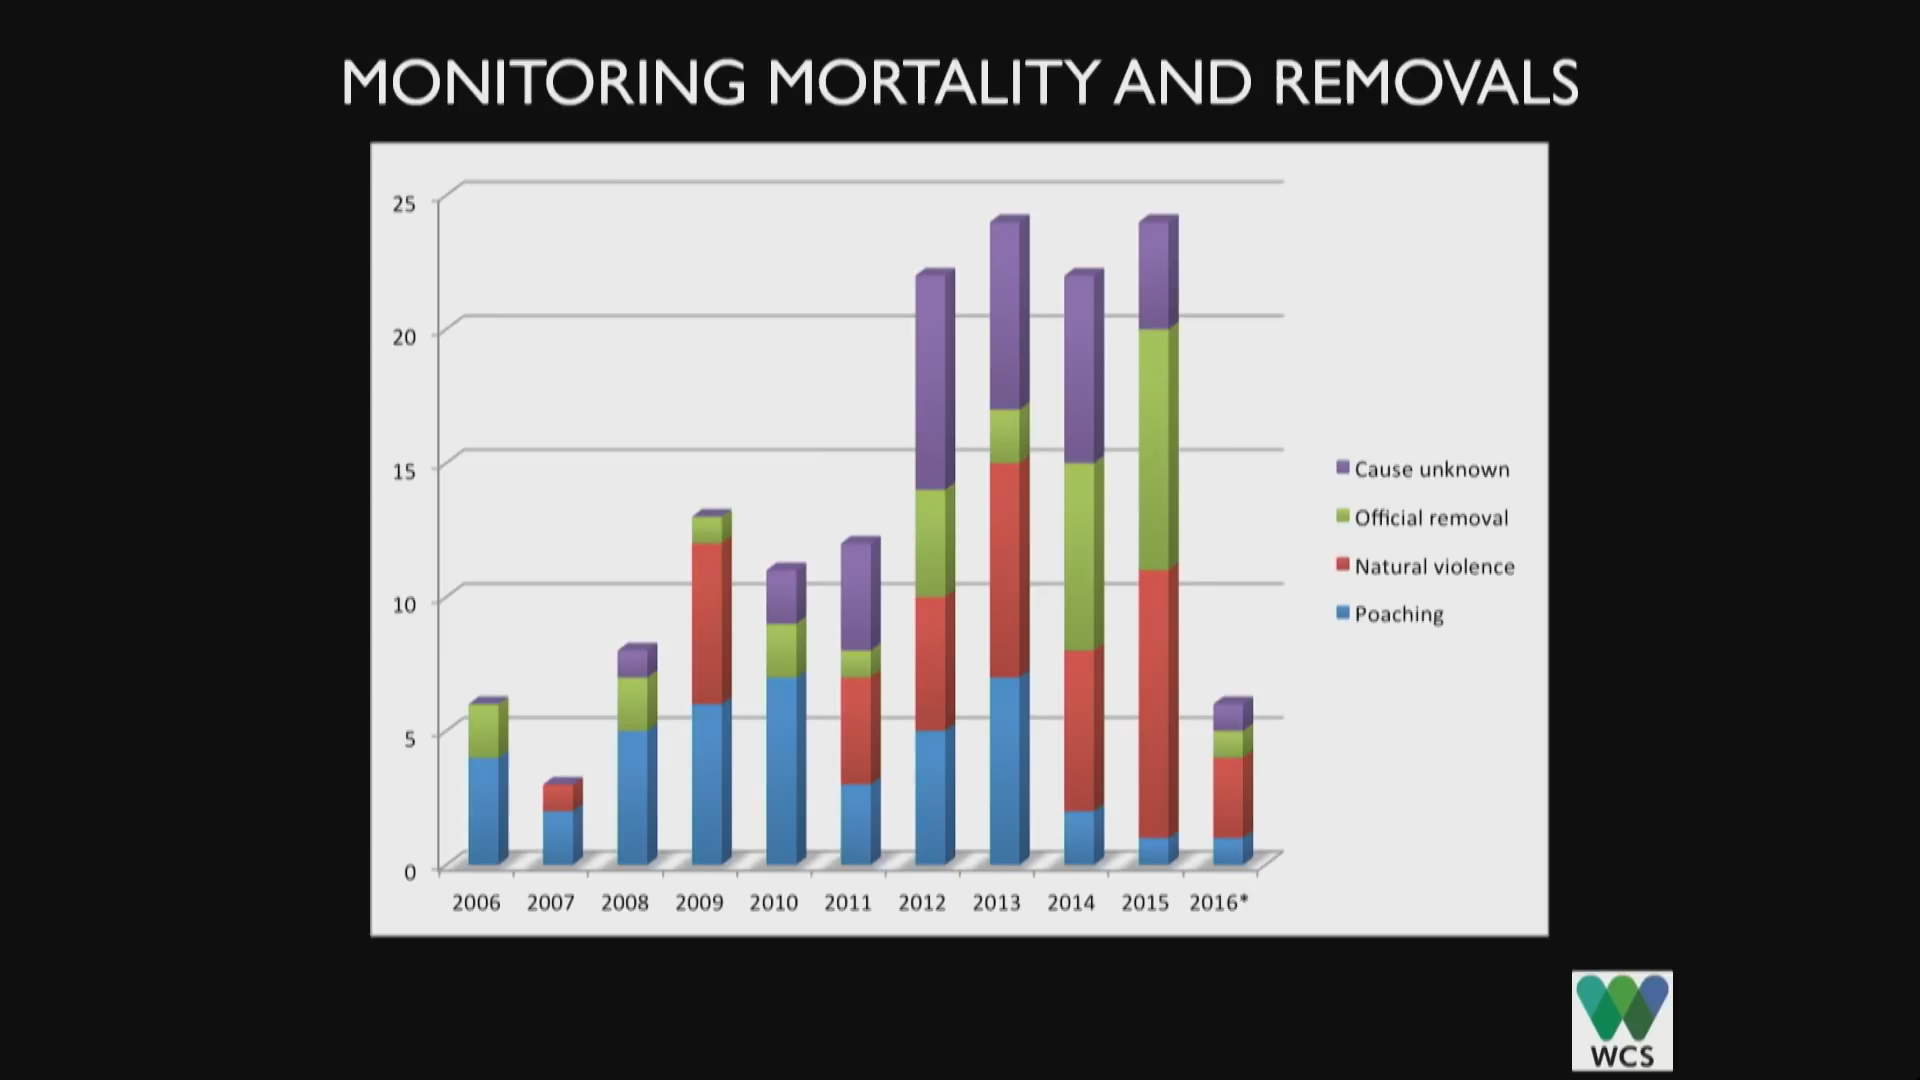 MONITORING MORTALITY AND REMOVALS
25
20
15
10
5
0
2006 2007 2008 2009 2010 2011 2012 2013 2014 2015 2016*
Cause unknown
Official removal
Natural violence
Poaching
WCS